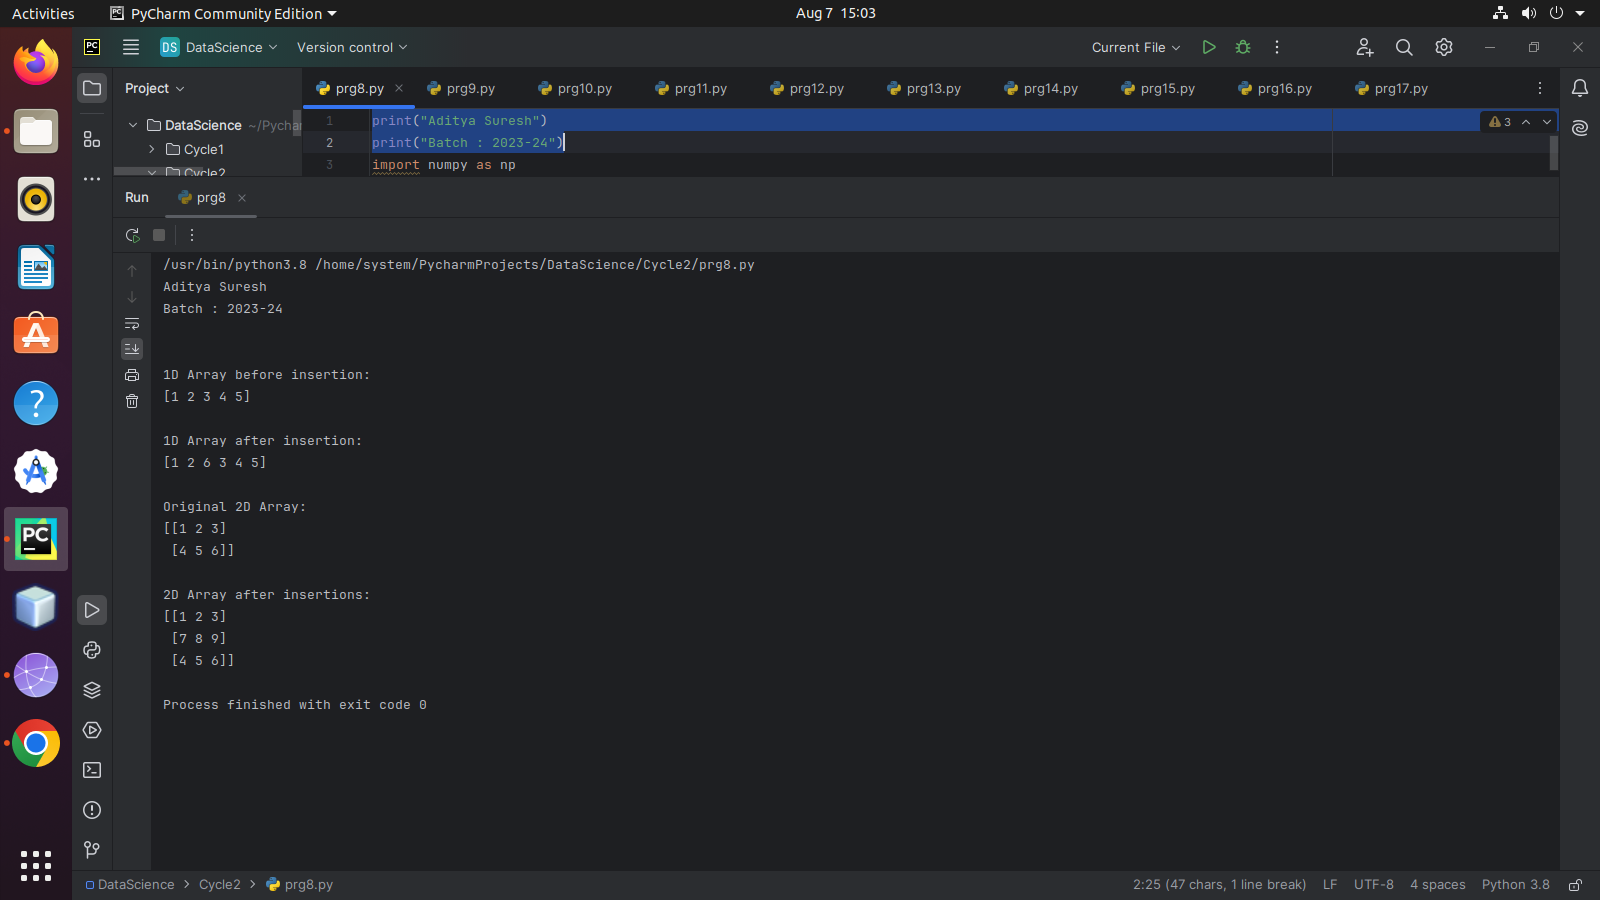 Activities PyCharm Community Edition Aug 7 15:03
PC DS DataScience Version control Current File
Project prg8.py prg9.py prg10.py prg11.py prg12.py prg13.py prg14.py prg15.py prg16.py prg17.py
DataScience ~/Pychar
Cycle1
Cycle2
1 print("Aditya Suresh") 3
2 print("Batch : 2023-24")
3 import numpy as np
Run prg8
/usr/bin/python3.8 /home/system/PycharmProjects/DataScience/Cycle2/prg8.py
Aditya Suresh
Batch : 2023-24
1D Array before insertion:
[1 2 3 4 5]
1D Array after insertion:
[1 2 6 3 4 5]
Original 2D Array:
[[1 2 3]
 [4 5 6]]
2D Array after insertions:
[[1 2 3]
 [7 8 9]
 [4 5 6]]
Process finished with exit code 0
PC
DataScience > Cycle2 > prg8.py 2:25 (47 chars, 1 line break) LF UTF-8 4 spaces Python 3.8